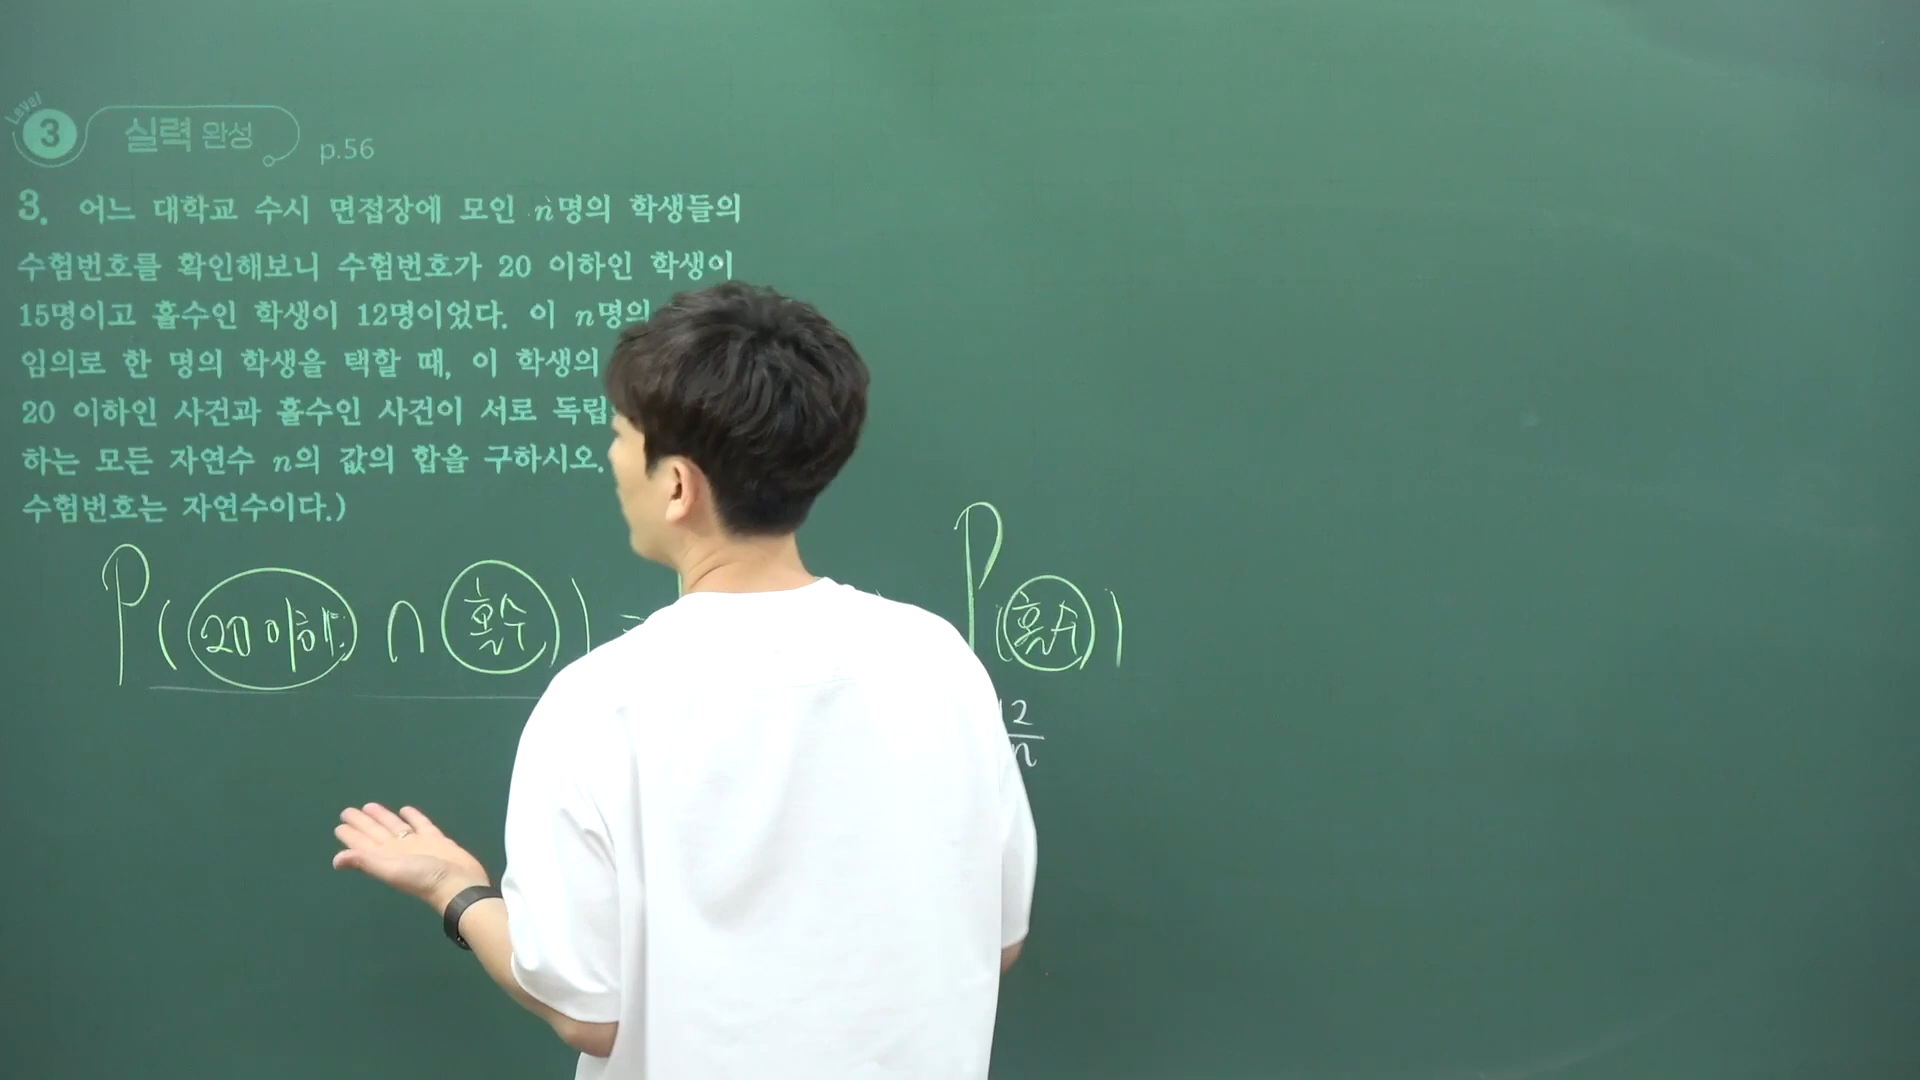 Level
3 실력 완성 p.56
3. 어느 대학교 수시 면접장에 모인 n명의 학생들의
수험번호를 확인해보니 수험번호가 20 이하인 학생이
15명이고 홀수인 학생이 12명이었다. 이 n명의
임의로 한 명의 학생을 택할 때, 이 학생의
20 이하인 사건과 홀수인 사건이 서로 독립
하는 모든 자연수 n의 값의 합을 구하시오.
수험번호는 자연수이다.)
P(20이하 ∩ 홀수) = P(홀수)
12
n